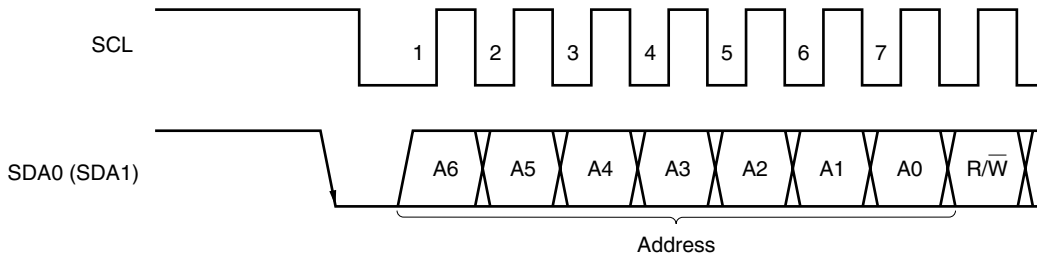 SCL 1 2 3 4 5 6 7
SDA0 (SDA1) A6 A5 A4 A3 A2 A1 A0 R/W̅
Address